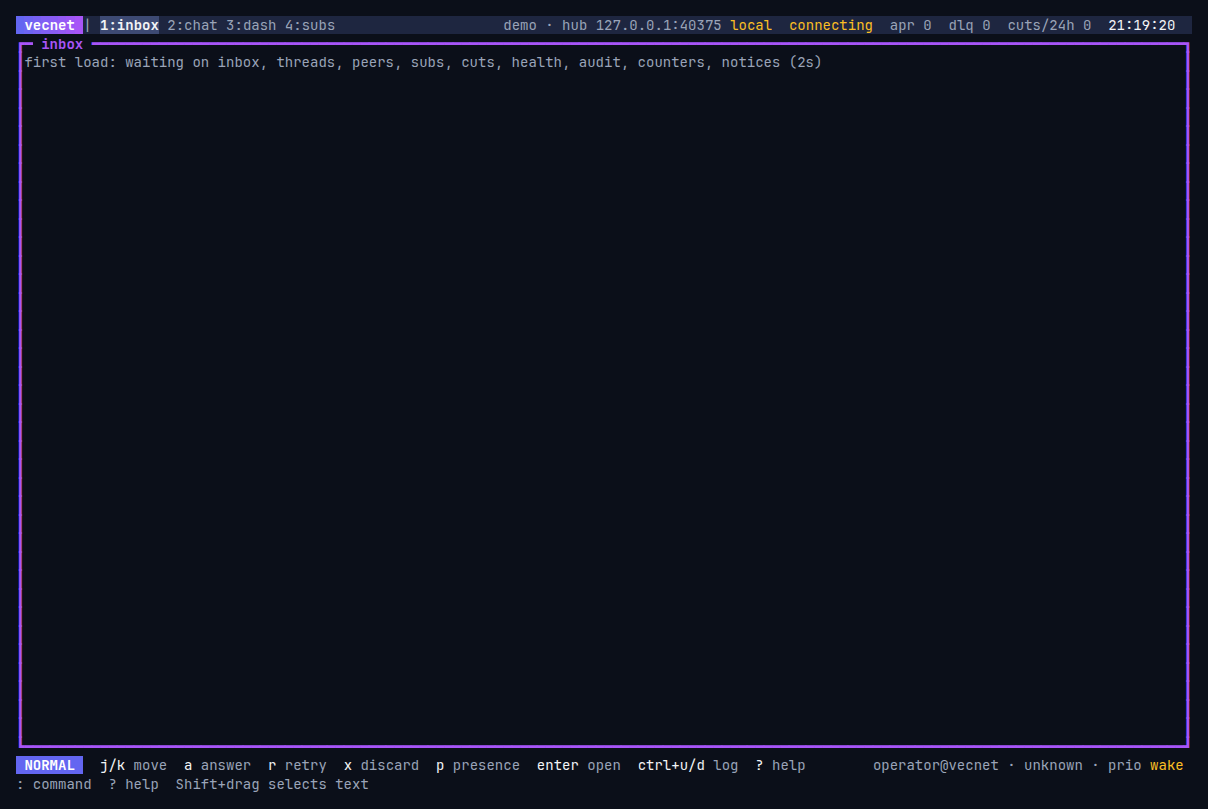 vecnet | 1:inbox 2:chat 3:dash 4:subs demo · hub 127.0.0.1:40375 local connecting apr 0 dlq 0 cuts/24h 0 21:19:20
inbox
first load: waiting on inbox, threads, peers, subs, cuts, health, audit, counters, notices (2s)
NORMAL j/k move a answer r retry x discard p presence enter open ctrl+u/d log ? help operator@vecnet · unknown · prio wake
: command ? help Shift+drag selects text